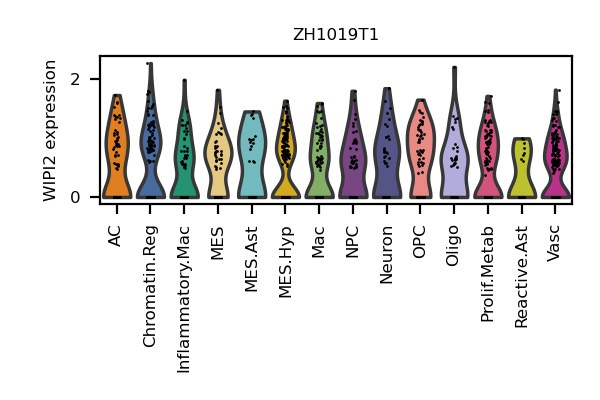 ZH1019T1
WIPI2 expression
2
0
AC
Chromatin.Reg
Inflammatory.Mac
MES
MES.Ast
MES.Hyp
Mac
NPC
Neuron
OPC
Oligo
Prolif.Metab
Reactive.Ast
Vasc